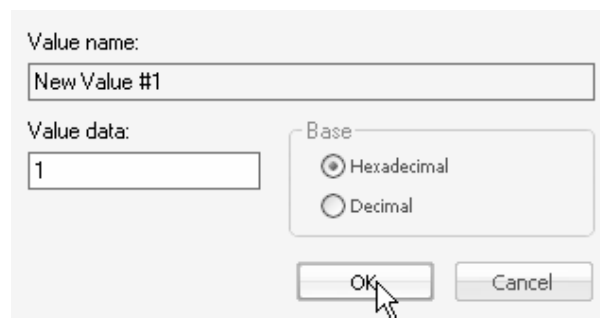 Value name:
New Value #1
Value data:
Base
1
Hexadecimal
Decimal
OK
Cancel